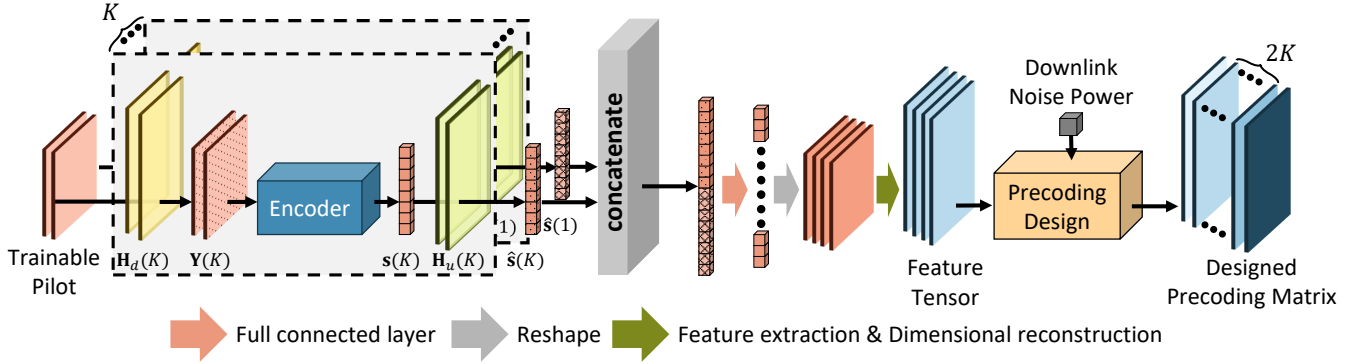 K
Trainable
Pilot
𝐇_d(K)
𝐘(K)
Encoder
𝐬(K)
𝐇_u(K)
1)
𝐬̂(K)
𝐬̂(1)
concatenate
Feature
Tensor
Downlink
Noise Power
Precoding
Design
2K
Designed
Precoding Matrix
Full connected layer
Reshape
Feature extraction & Dimensional reconstruction